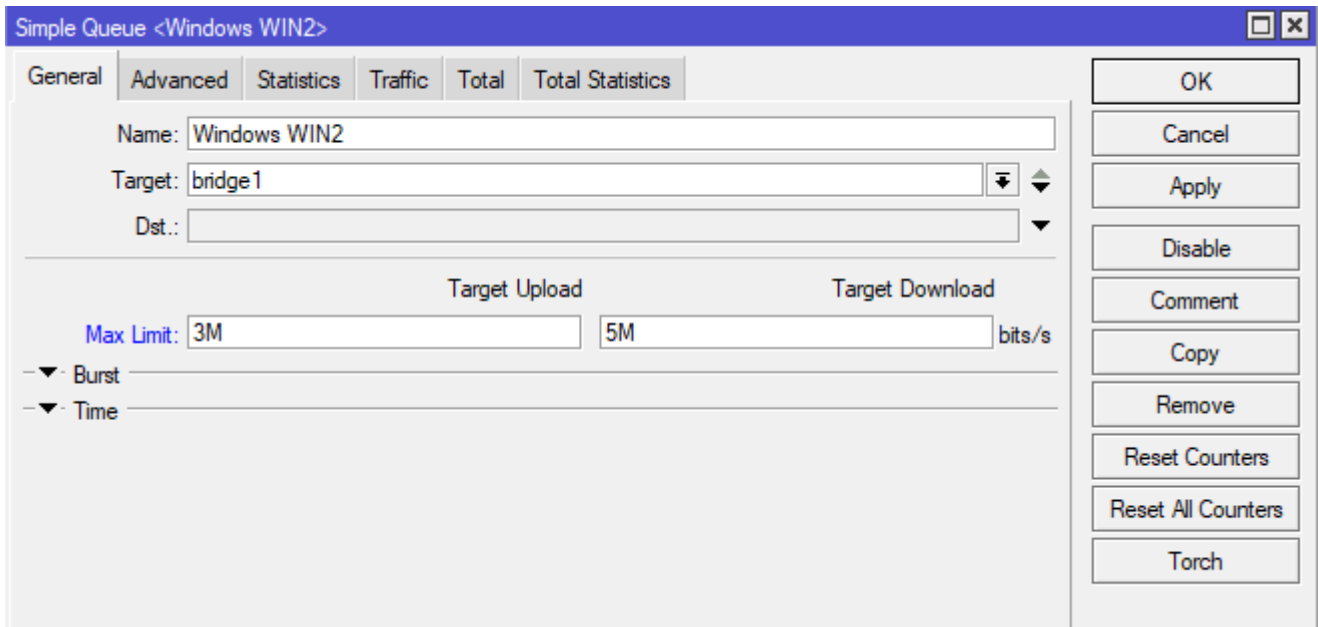 Simple Queue <Windows WIN2>
General Advanced Statistics Traffic Total Total Statistics
Name: Windows WIN2
Target: bridge1
Dst.:
Target Upload Target Download
Max Limit: 3M 5M bits/s
Burst
Time
OK
Cancel
Apply
Disable
Comment
Copy
Remove
Reset Counters
Reset All Counters
Torch